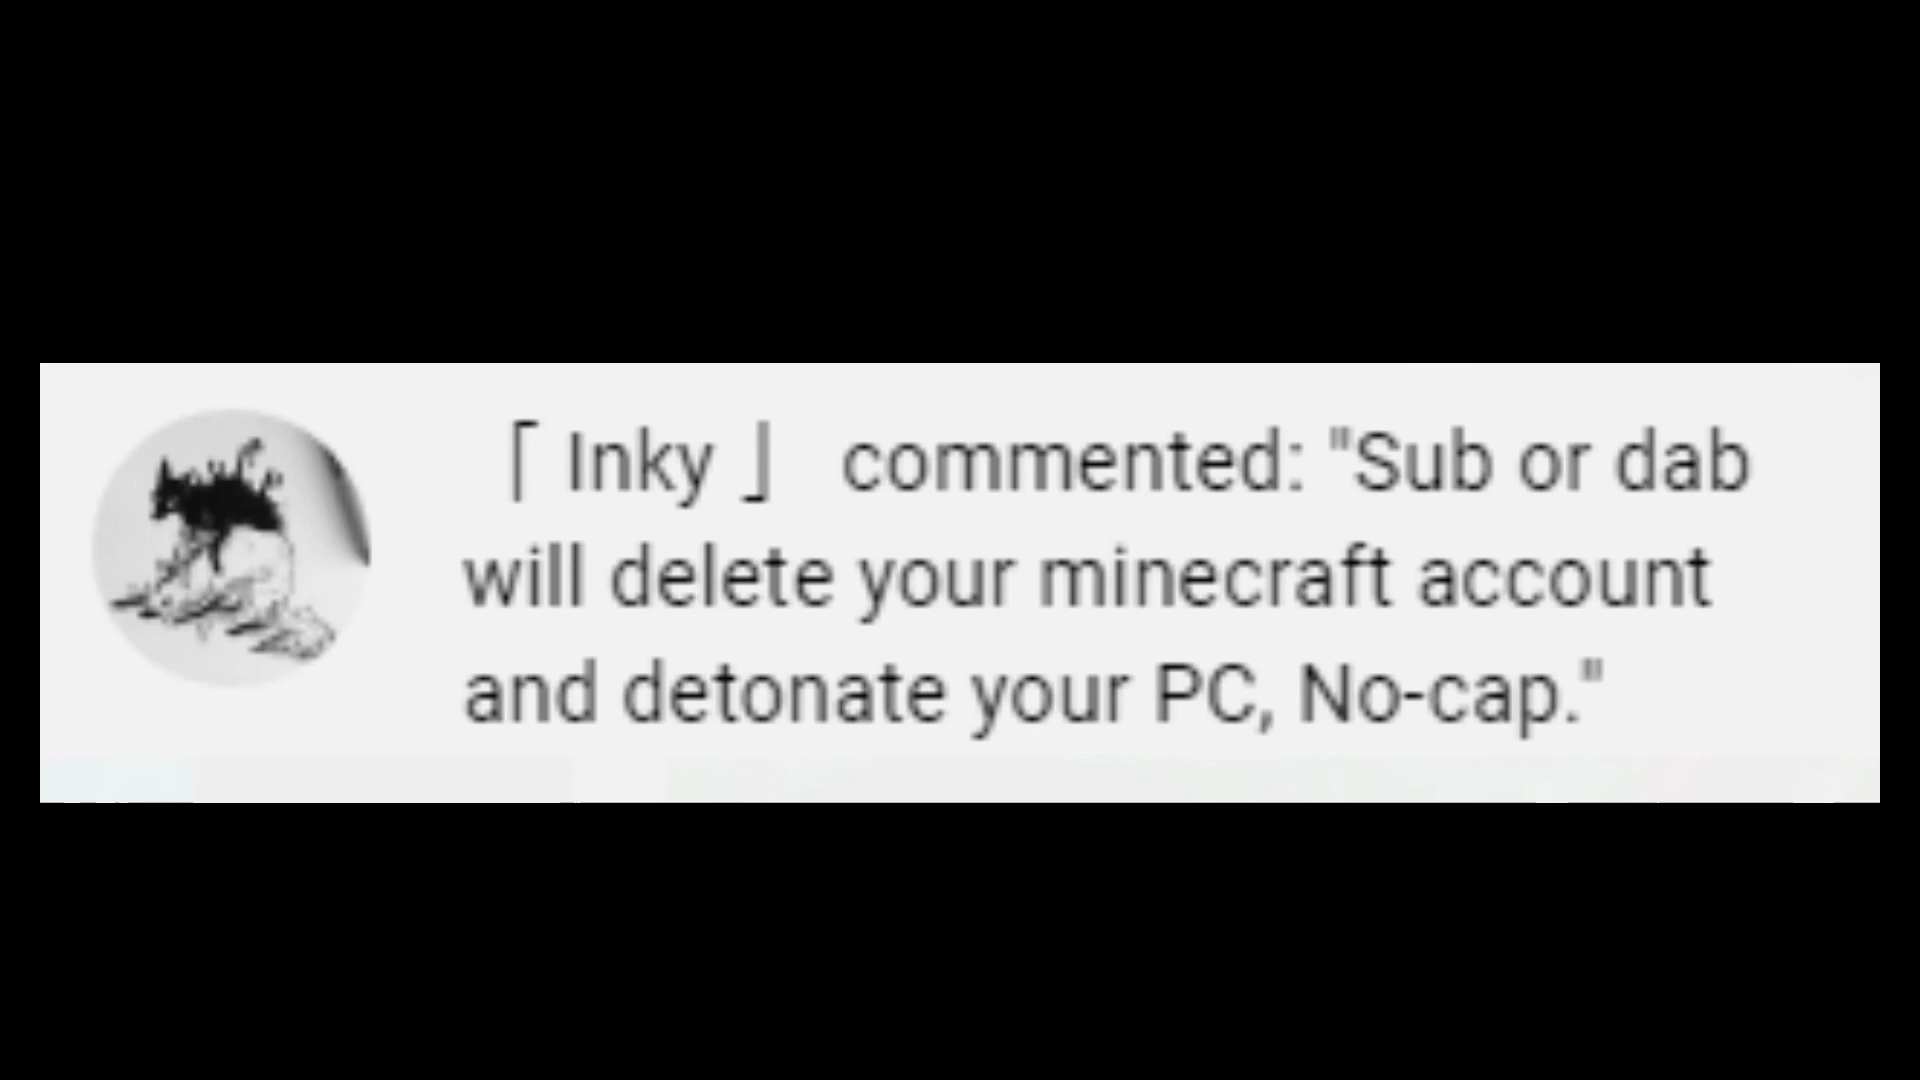 「 Inky 」 commented: "Sub or dab
will delete your minecraft account
and detonate your PC, No-cap."